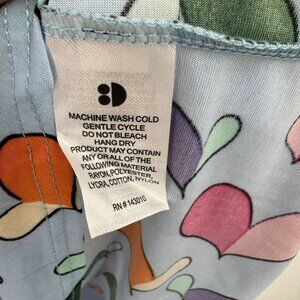 MACHINE WASH COLD
GENTLE CYCLE
DO NOT BLEACH
HANG DRY
PRODUCT MAY CONTAIN
ANY OR ALL OF THE
FOLLOWING MATERIAL
RAYON, POLYESTER,
LYCRA, COTTON, NYLON
RN # 143010